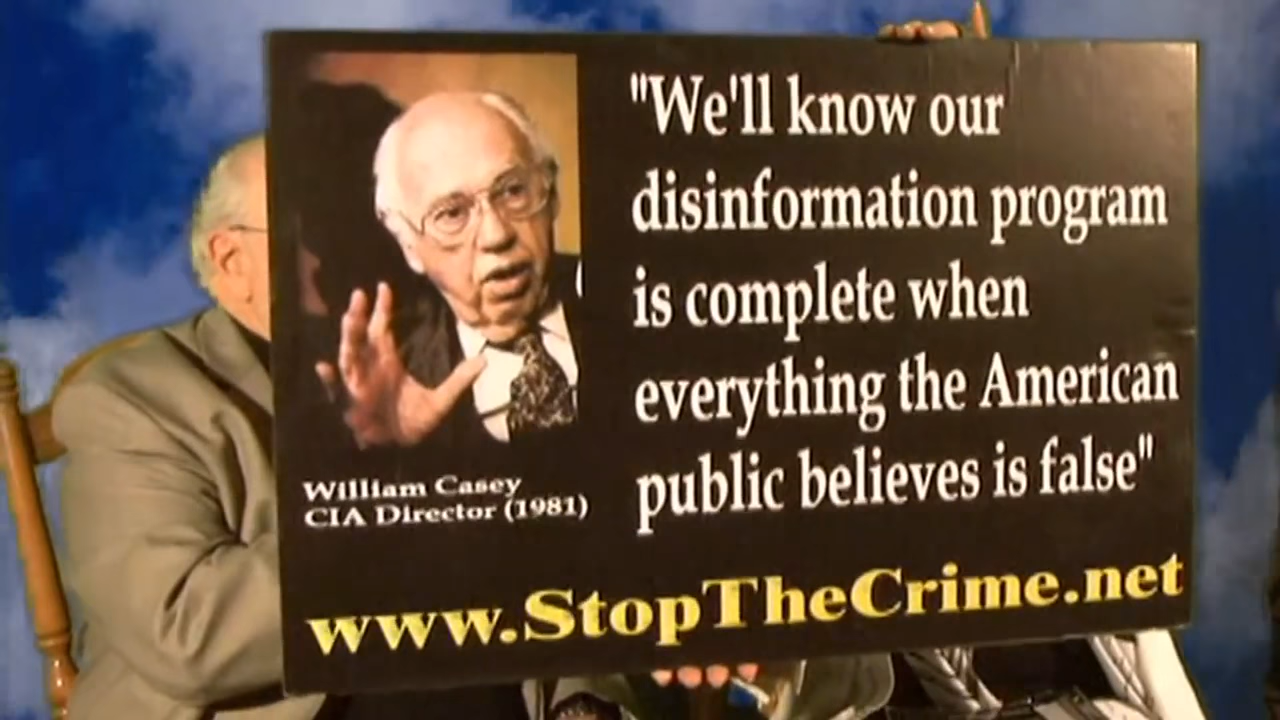 "We'll know our
disinformation program
is complete when
everything the American
public believes is false"
William Casey
CIA Director (1981)
www.StopTheCrime.net